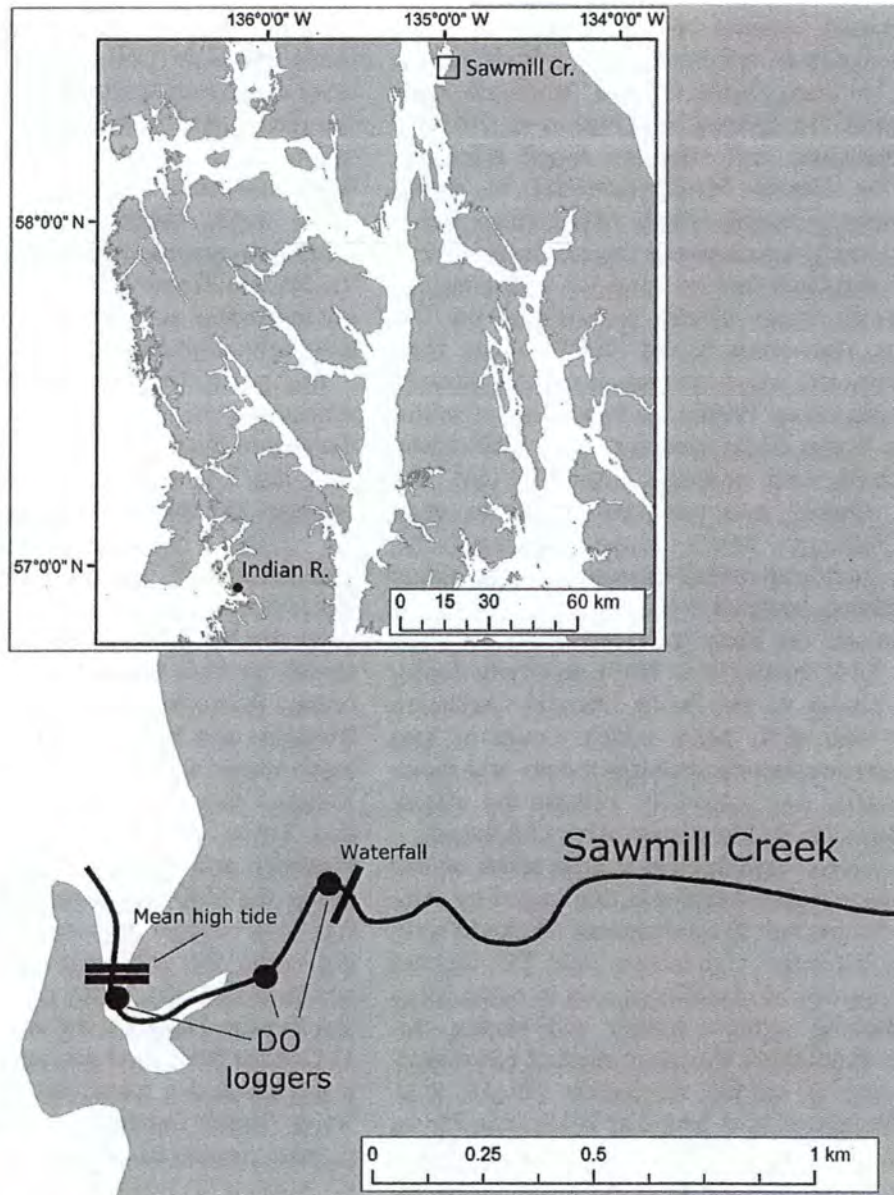 136°0'0" W 135°0'0" W 134°0'0" W
Sawmill Cr.
58°0'0" N
57°0'0" N
Indian R.
0 15 30 60 km
Waterfall
Sawmill Creek
Mean high tide
DO
loggers
0 0.25 0.5 1 km